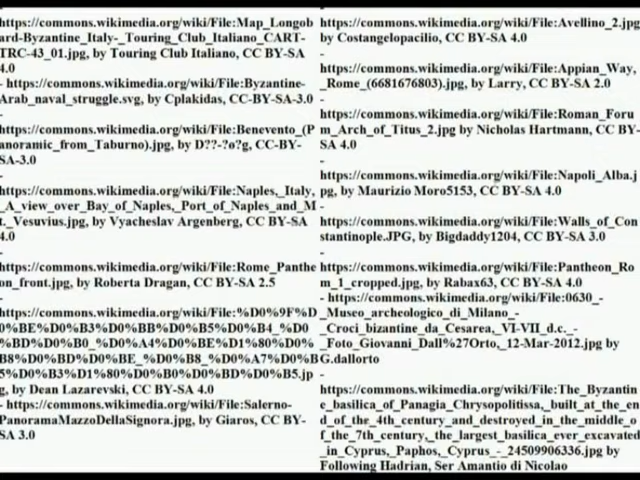 https://commons.wikimedia.org/wiki/File:Map_Longob
ard-Byzantine_Italy-_Touring_Club_Italiano_CART-
TRC-43_01.jpg, by Touring Club Italiano, CC BY-SA
4.0
- https://commons.wikimedia.org/wiki/File:Byzantine-
Arab_naval_struggle.svg, by Cplakidas, CC-BY-SA-3.0
-
https://commons.wikimedia.org/wiki/File:Benevento_(P
anoramic_from_Taburno).jpg, by D??-?ø?g, CC-BY-
SA-3.0
-
https://commons.wikimedia.org/wiki/File:Naples,_Italy,
_A_view_over_Bay_of_Naples,_Port_of_Naples_and_M
t._Vesuvius.jpg, by Vyacheslav Argenberg, CC BY-SA
4.0
-
https://commons.wikimedia.org/wiki/File:Rome_Panthe
on_front.jpg, by Roberta Dragan, CC BY-SA 2.5
-
https://commons.wikimedia.org/wiki/File:%D0%9F%D
0%BE%D0%B3%D0%BB%D0%B5%D0%B4_%D0
%BD%D0%B0_%D0%A4%D0%BE%D1%80%D0%
B8%D0%BD%D0%BE_%D0%B8_%D0%A7%D0%B
5%D0%B3%D1%80%D0%B0%D0%BD%D0%B5.jp
g, by Dean Lazarevski, CC BY-SA 4.0
- https://commons.wikimedia.org/wiki/File:Salerno-
PanoramaMazzoDellaSignora.jpg, by Giaros, CC BY-
SA 3.0
-
https://commons.wikimedia.org/wiki/File:Avellino_2.jpg
by Costangelopacilio, CC BY-SA 4.0
-
https://commons.wikimedia.org/wiki/File:Appian_Way,
_Rome_(6681676803).jpg, by Larry, CC BY-SA 2.0
-
https://commons.wikimedia.org/wiki/File:Roman_Foru
m_Arch_of_Titus_2.jpg by Nicholas Hartmann, CC BY-
SA 4.0
-
https://commons.wikimedia.org/wiki/File:Napoli_Alba.j
pg, by Maurizio Moro5153, CC BY-SA 4.0
-
https://commons.wikimedia.org/wiki/File:Walls_of_Con
stantinople.JPG, by Bigdaddy1204, CC BY-SA 3.0
-
https://commons.wikimedia.org/wiki/File:Pantheon_Ro
m_1_cropped.jpg, by Rabax63, CC BY-SA 4.0
- https://commons.wikimedia.org/wiki/File:0630_-
_Museo_archeologico_di_Milano_-
_Croci_bizantine_da_Cesarea,_VI-VII_d.c._-
_Foto_Giovanni_Dall%27Orto,_12-Mar-2012.jpg by
G.dallorto
-
https://commons.wikimedia.org/wiki/File:The_Byzantin
e_basilica_of_Panagia_Chrysopolitissa,_built_at_the_en
d_of_the_4th_century_and_destroyed_in_the_middle_o
f_the_7th_century,_the_largest_basilica_ever_excavated
_in_Cyprus,_Paphos,_Cyprus_-_24509906336.jpg by
Following Hadrian, Ser Amantio di Nicolao